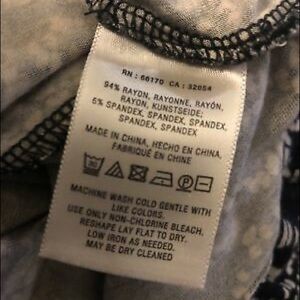 RN : 66170 CA : 32054
94% RAYON, RAYONNE, RAYÓN,
RAYON, KUNSTSEIDE;
6% SPANDEX, SPANDEX, SPANDEX,
SPANDEX, SPANDEX
MADE IN CHINA, HECHO EN CHINA,
FABRIQUÉ EN CHINE
MACHINE WASH COLD GENTLE WITH
LIKE COLORS.
USE ONLY NON-CHLORINE BLEACH.
RESHAPE LAY FLAT TO DRY.
LOW IRON AS NEEDED.
MAY BE DRY CLEANED